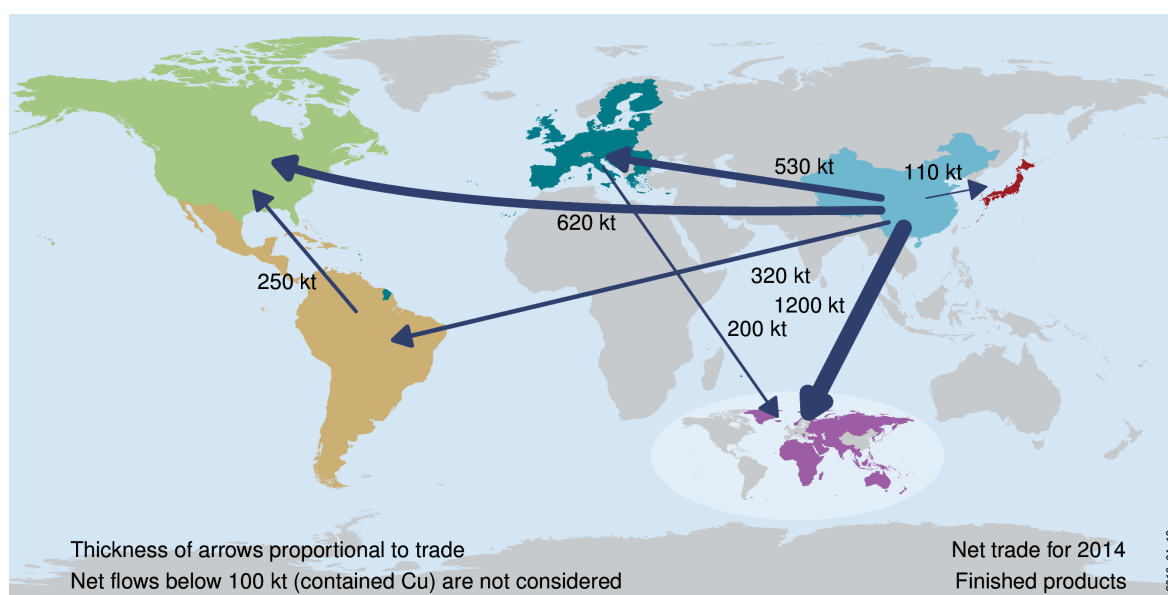 530 kt
110 kt
620 kt
250 kt
320 kt
1200 kt
200 kt
Thickness of arrows proportional to trade
Net flows below 100 kt (contained Cu) are not considered
Net trade for 2014
Finished products